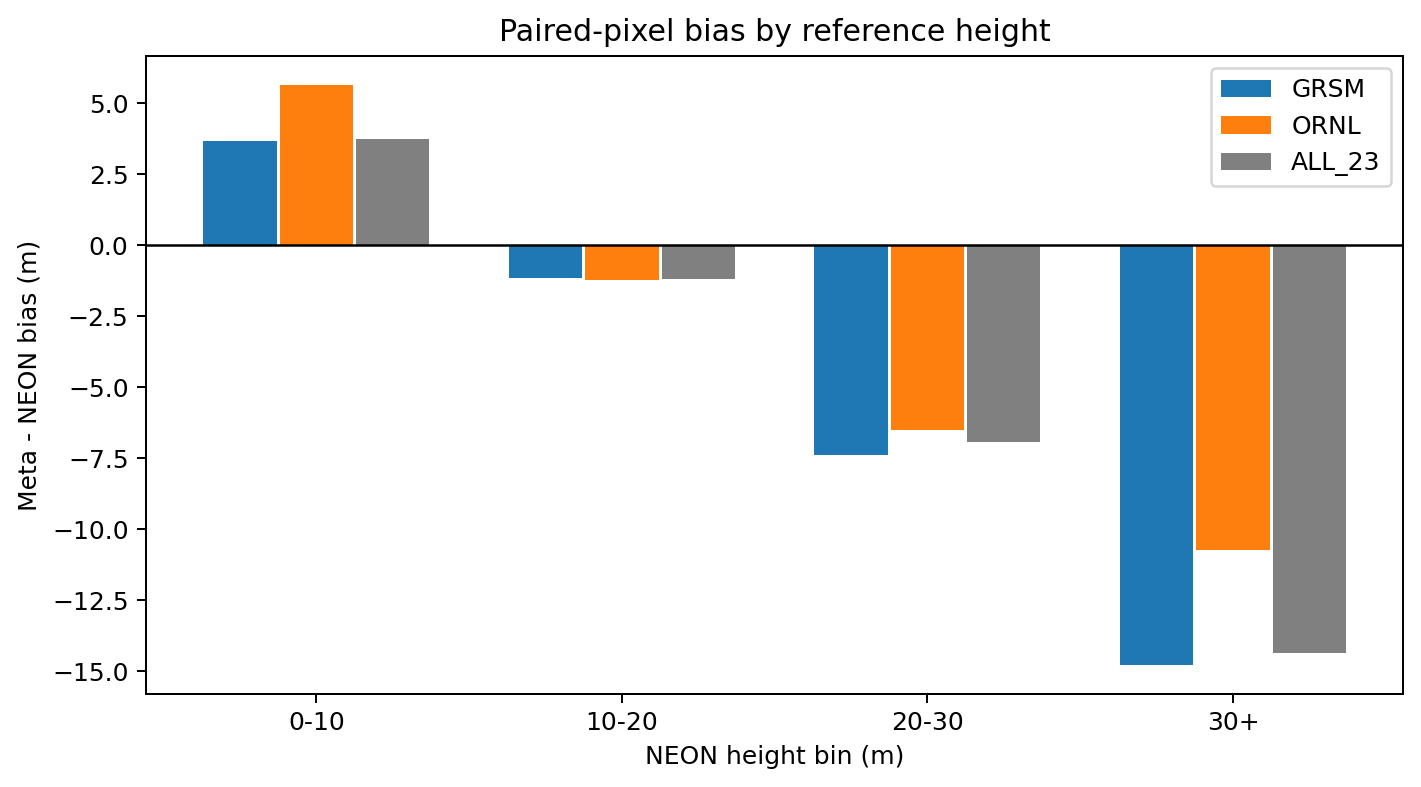 Paired-pixel bias by reference height
GRSM
ORNL
ALL_23
Meta - NEON bias (m)
5.0
2.5
0.0
−2.5
−5.0
−7.5
−10.0
−12.5
−15.0
0-10
10-20
20-30
30+
NEON height bin (m)